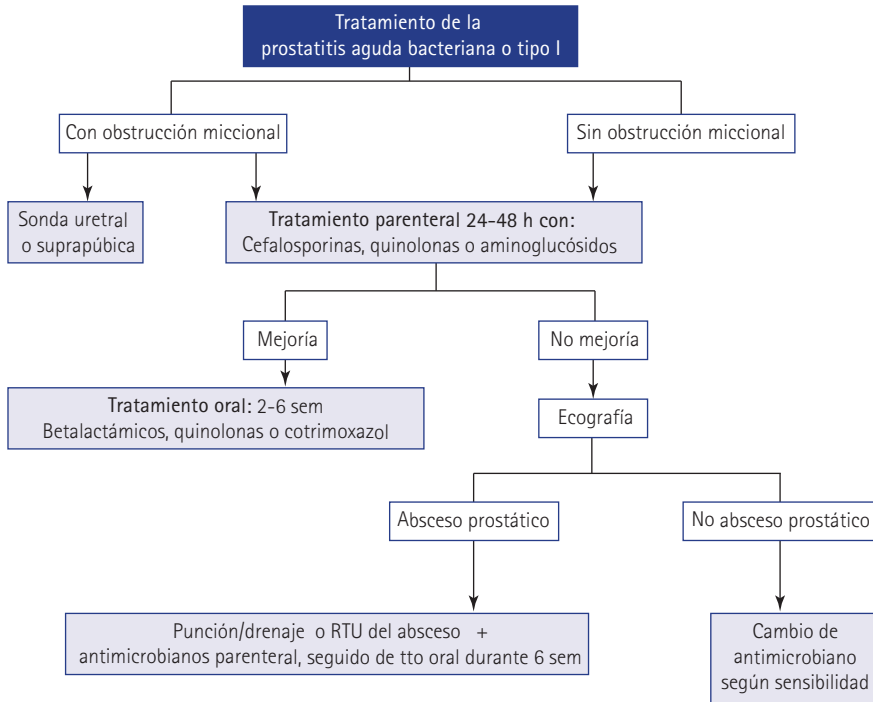 Tratamiento de la
prostatitis aguda bacteriana o tipo I
Con obstrucción miccional
Sin obstrucción miccional
Sonda uretral
o suprapúbica
Tratamiento parenteral 24-48 h con:
Cefalosporinas, quinolonas o aminoglucósidos
Mejoría
No mejoría
Tratamiento oral: 2-6 sem
Betalactámicos, quinolonas o cotrimoxazol
Ecografía
Absceso prostático
No absceso prostático
Punción/drenaje o RTU del absceso +
antimicrobianos parenteral, seguido de tto oral durante 6 sem
Cambio de
antimicrobiano
según sensibilidad